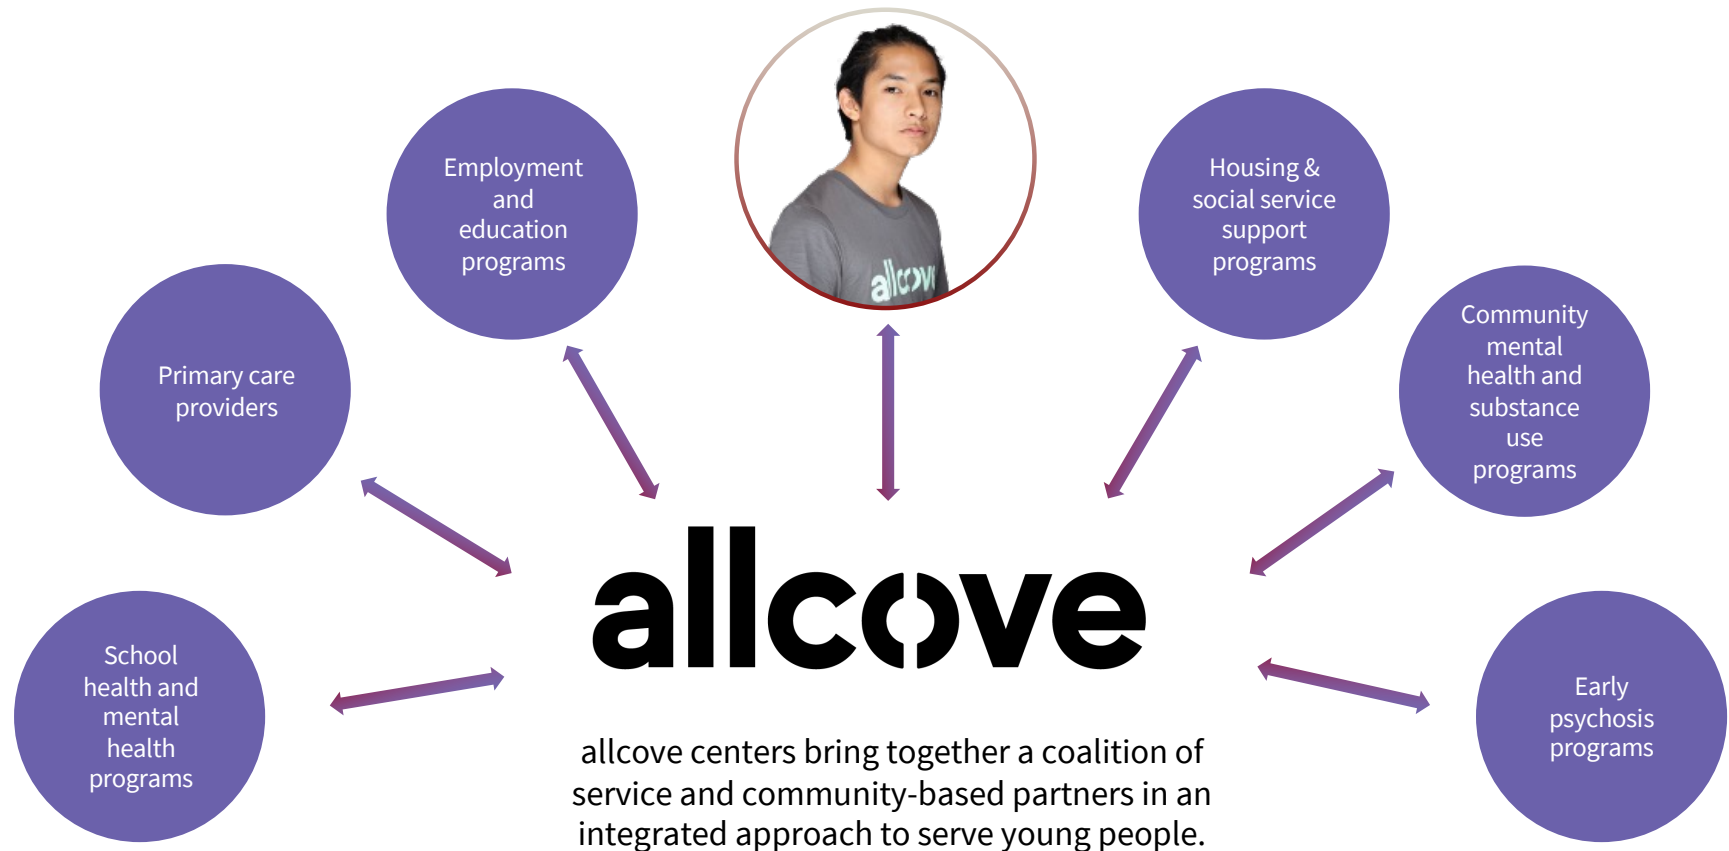 Employment
and
education
programs
allcove
Housing &
social service
support
programs
Primary care
providers
Community
mental
health and
substance
use
programs
allcove
School
health and
mental
health
programs
Early
psychosis
programs
allcove centers bring together a coalition of
service and community-based partners in an
integrated approach to serve young people.